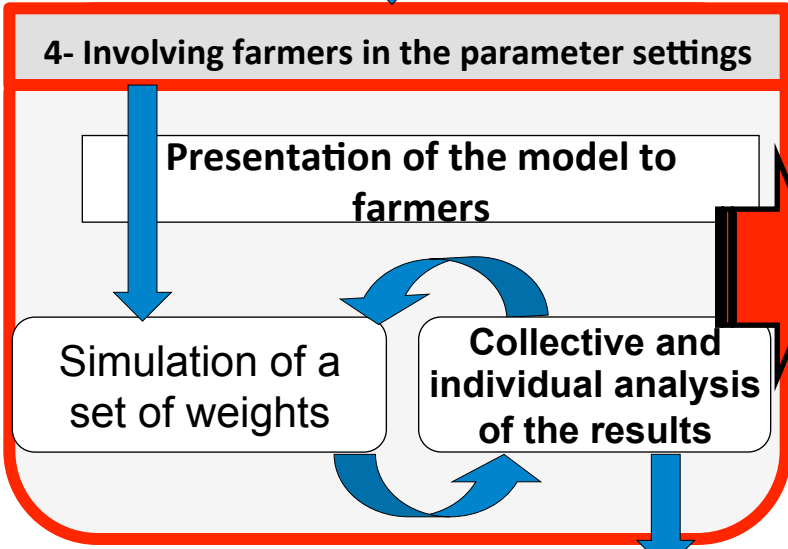 4- Involving farmers in the parameter settings
Presentation of the model to
farmers
Simulation of a
set of weights
Collective and
individual analysis
of the results